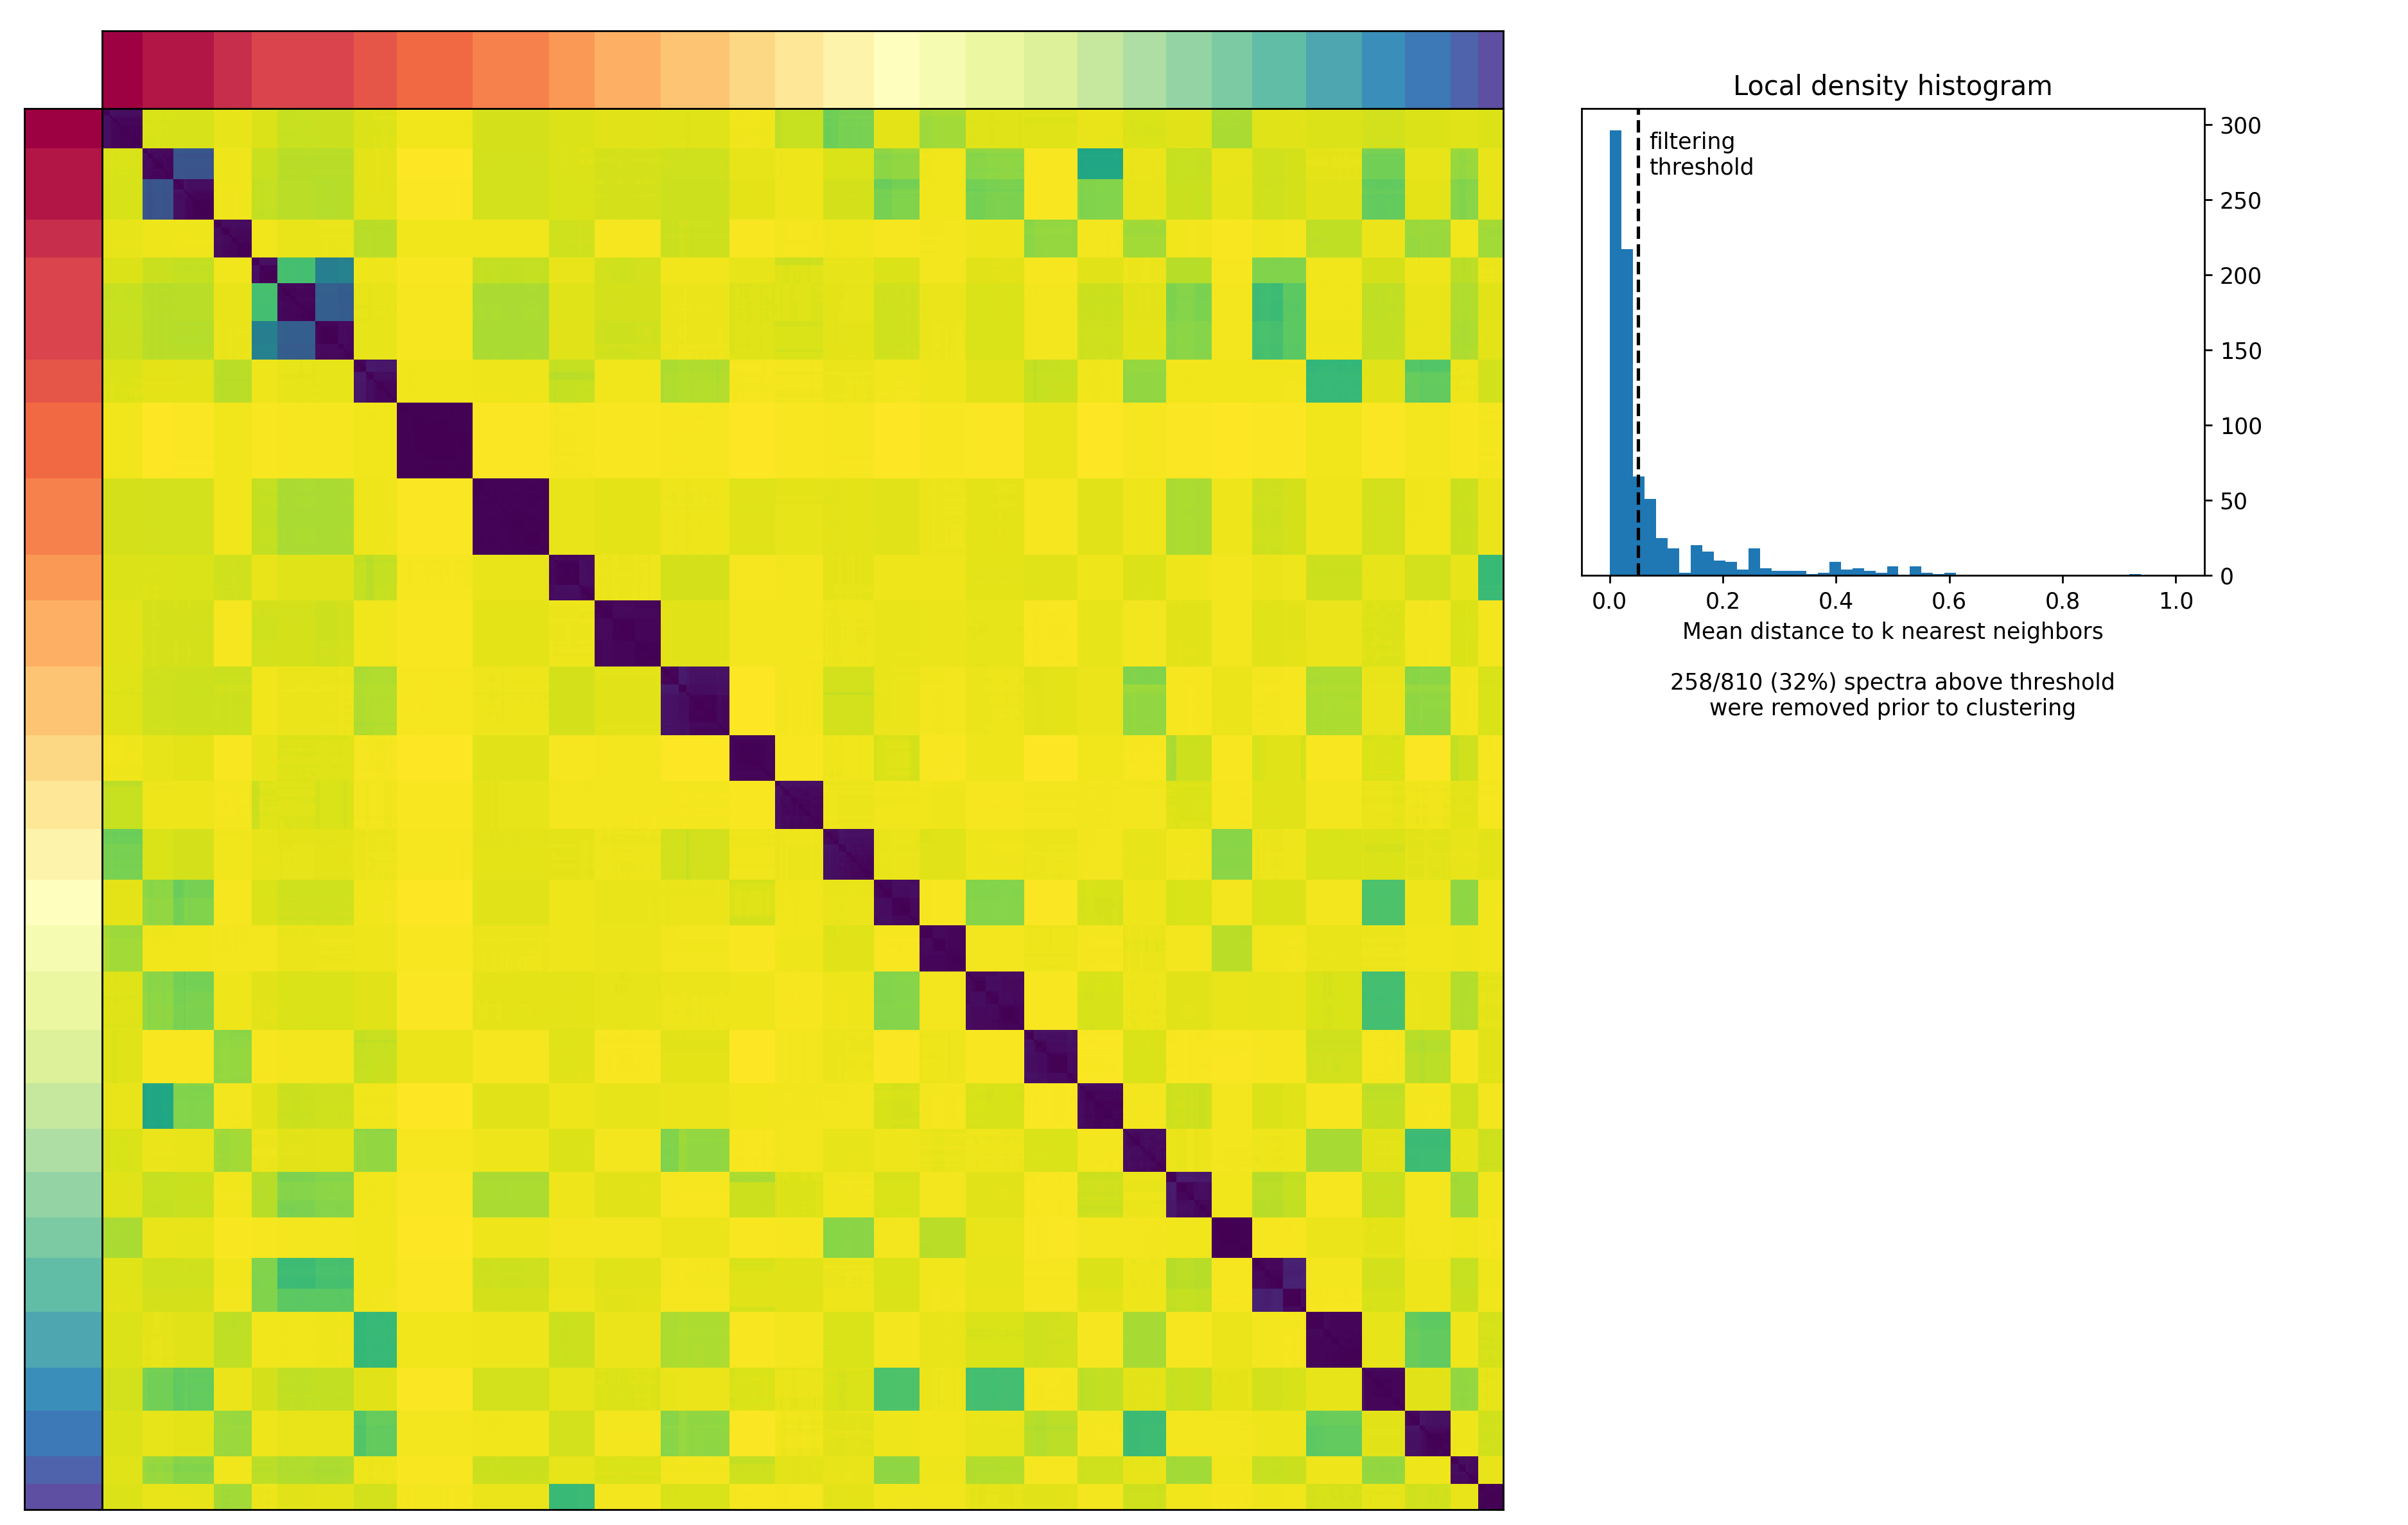 Local density histogram
filtering
threshold
300
250
200
150
100
50
0
0.0 0.2 0.4 0.6 0.8 1.0
Mean distance to k nearest neighbors
258/810 (32%) spectra above threshold
were removed prior to clustering